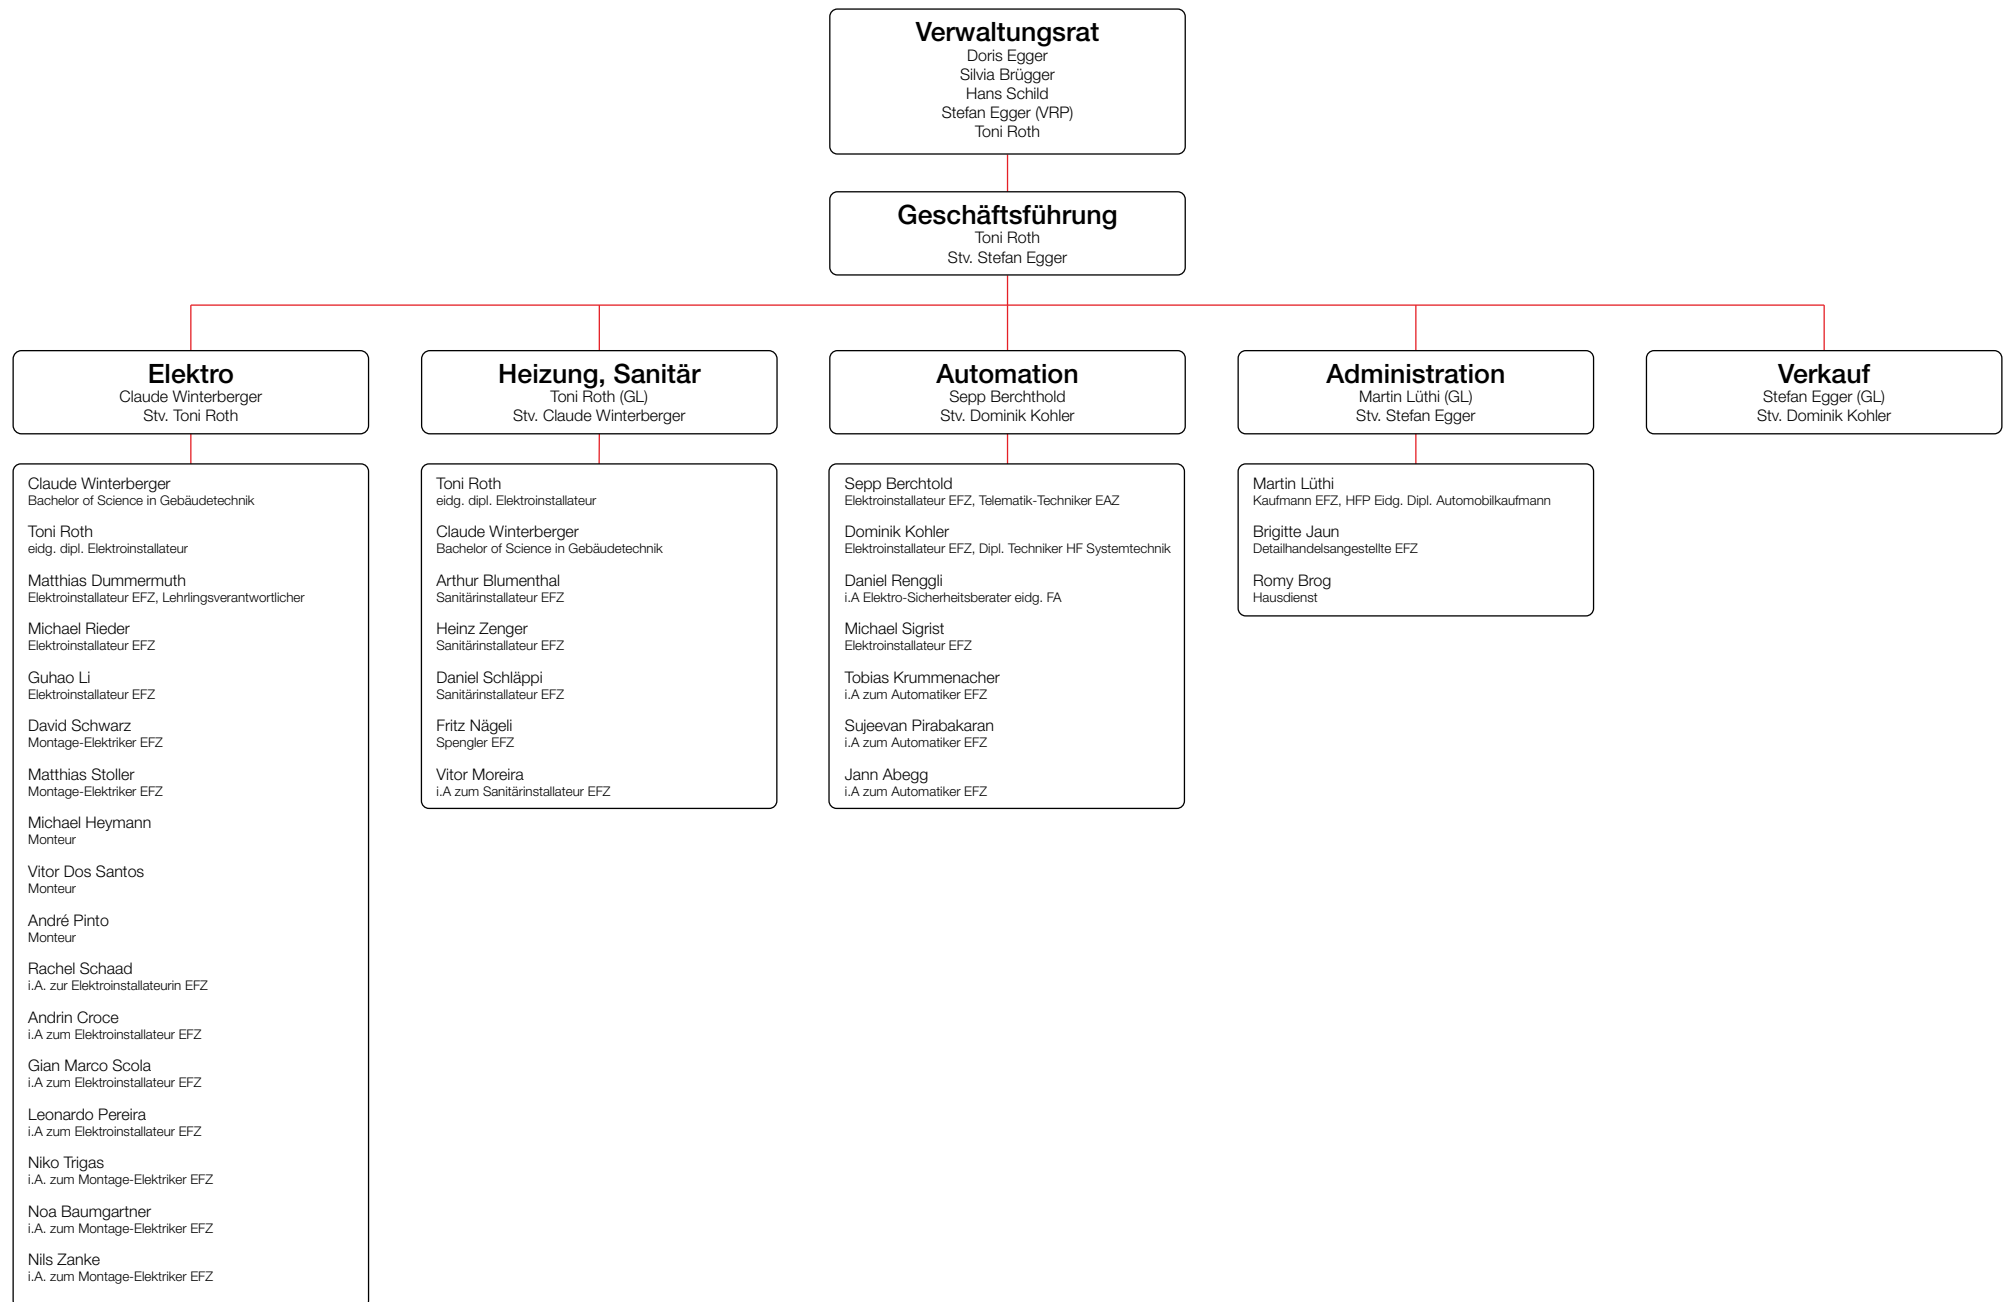 Verwaltungsrat
Doris Egger
Silvia Brügger
Hans Schild
Stefan Egger (VRP)
Toni Roth
Geschäftsführung
Toni Roth
Stv. Stefan Egger
Elektro
Claude Winterberger
Stv. Toni Roth
Heizung, Sanitär
Toni Roth (GL)
Stv. Claude Winterberger
Automation
Sepp Berchthold
Stv. Dominik Kohler
Administration
Martin Lüthi (GL)
Stv. Stefan Egger
Verkauf
Stefan Egger (GL)
Stv. Dominik Kohler
Claude Winterberger
Bachelor of Science in Gebäudetechnik
Toni Roth
eidg. dipl. Elektroinstallateur
Matthias Dummermuth
Elektroinstallateur EFZ, Lehrlingsverantwortlicher
Michael Rieder
Elektroinstallateur EFZ
Guhao Li
Elektroinstallateur EFZ
David Schwarz
Montage-Elektriker EFZ
Matthias Stoller
Montage-Elektriker EFZ
Michael Heymann
Monteur
Vitor Dos Santos
Monteur
André Pinto
Monteur
Rachel Schaad
i.A. zur Elektroinstallateurin EFZ
Andrin Croce
i.A zum Elektroinstallateur EFZ
Gian Marco Scola
i.A zum Elektroinstallateur EFZ
Leonardo Pereira
i.A zum Elektroinstallateur EFZ
Niko Trigas
i.A. zum Montage-Elektriker EFZ
Noa Baumgartner
i.A. zum Montage-Elektriker EFZ
Nils Zanke
i.A. zum Montage-Elektriker EFZ
Toni Roth
eidg. dipl. Elektroinstallateur
Claude Winterberger
Bachelor of Science in Gebäudetechnik
Arthur Blumenthal
Sanitärinstallateur EFZ
Heinz Zenger
Sanitärinstallateur EFZ
Daniel Schläppi
Sanitärinstallateur EFZ
Fritz Nägeli
Spengler EFZ
Vitor Moreira
i.A zum Sanitärinstallateur EFZ
Sepp Berchtold
Elektroinstallateur EFZ, Telematik-Techniker EAZ
Dominik Kohler
Elektroinstallateur EFZ, Dipl. Techniker HF Systemtechnik
Daniel Renggli
i.A Elektro-Sicherheitsberater eidg. FA
Michael Sigrist
Elektroinstallateur EFZ
Tobias Krummenacher
i.A zum Automatiker EFZ
Sujeevan Pirabakaran
i.A zum Automatiker EFZ
Jann Abegg
i.A zum Automatiker EFZ
Martin Lüthi
Kaufmann EFZ, HFP Eidg. Dipl. Automobilkaufmann
Brigitte Jaun
Detailhandelsangestellte EFZ
Romy Brog
Hausdienst